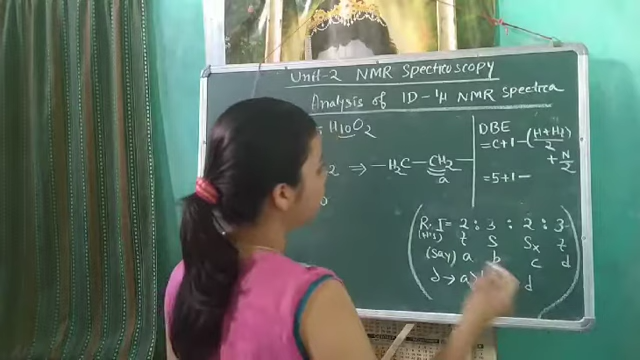 Unit-2 NMR Spectroscopy
Analysis of 1D-¹H NMR Spectra
H10O2
DBE
= C+1-(H+Hx)/2
+ N/2
⇒ -H2C-CH2-
a
= 5+1-
R.I = 2 : 3 : 2 : 3
(H's) t s sx t
(say) a b c d
d → a> d